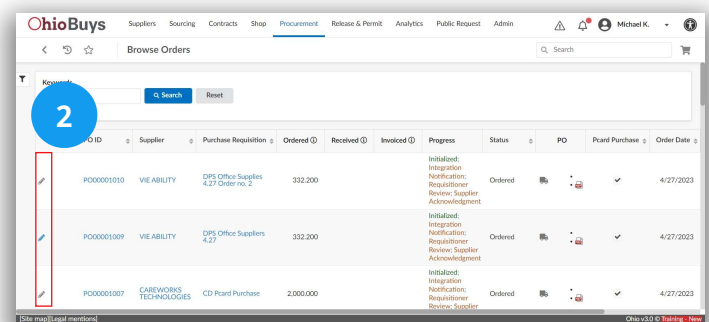 OhioBuys Suppliers Sourcing Contracts Shop Procurement Release & Permit Analytics Public Request Admin Michael K.
Browse Orders Search
Keywords
Search Reset
2
PO ID Supplier Purchase Requisition Ordered Received Invoiced Progress Status PO Pcard Purchase Order Date
Initialized;
Integration
Notification;
Requisitioner
Review; Supplier
Acknowledgment
PO00001010 VIE ABILITY DPS Office Supplies
4.27 Order no. 2 332.200 Ordered 4/27/2023
Initialized;
Integration
Notification;
Requisitioner
Review; Supplier
Acknowledgment
PO00001009 VIE ABILITY DPS Office Suppliers
4.27 332.200 Ordered 4/27/2023
Initialized;
Integration
Notification;
Requisitioner
Review; Supplier
PO00001007 CAREWORKS
TECHNOLOGIES CD Pcard Purchase 2,000.000 Ordered 4/27/2023
[Site map][Legal mentions] Ohio v3.0 © Training - New